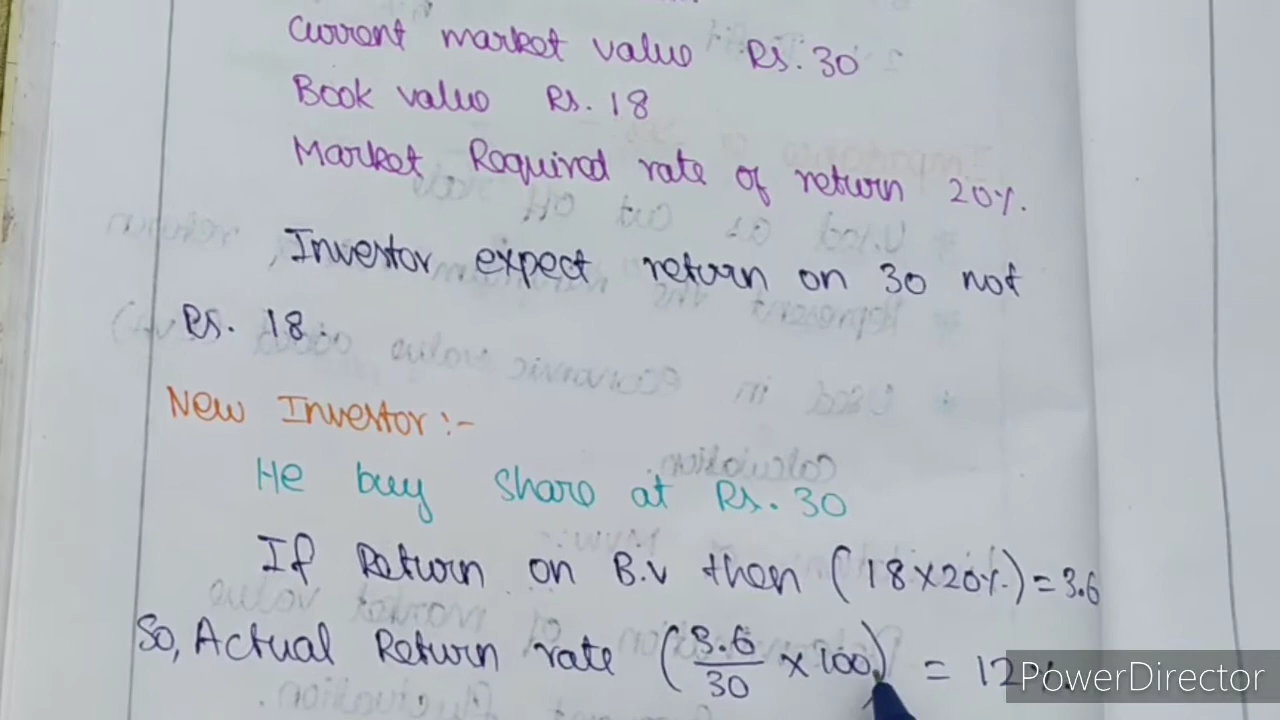 Current market value Rs. 30
Book value Rs. 18
Market Required rate of return 20%.
Investor expect return on 30 not
Rs. 18.
New Investor :-
He buy share at Rs. 30
If Return on B.V then (18×20%.) = 3.6
So, Actual Return rate (3.6/30 × 100) = 12%.
PowerDirector